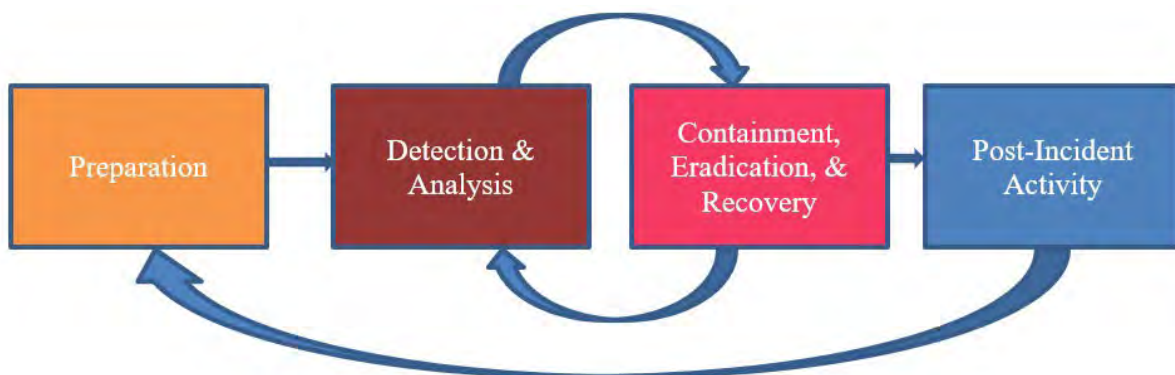 Preparation
Detection &
Analysis
Containment,
Eradication, &
Recovery
Post-Incident
Activity